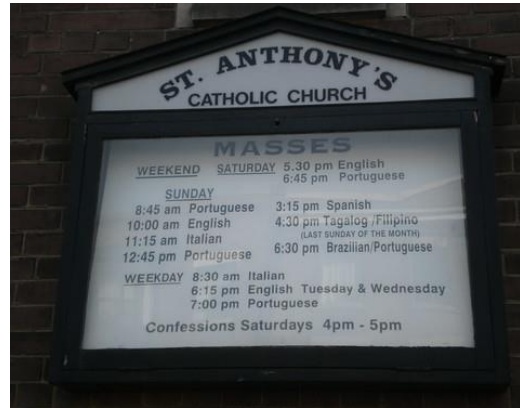 ST. ANTHONY'S
CATHOLIC CHURCH
MASSES
WEEKEND SATURDAY 5.30 pm English
6:45 pm Portuguese
SUNDAY
8:45 am Portuguese
10:00 am English
11:15 am Italian
12:45 pm Portuguese
3:15 pm Spanish
4:30 pm Tagalog /Filipino
(LAST SUNDAY OF THE MONTH)
6:30 pm Brazilian/Portuguese
WEEKDAY 8:30 am Italian
6:15 pm English Tuesday & Wednesday
7:00 pm Portuguese
Confessions Saturdays 4pm - 5pm